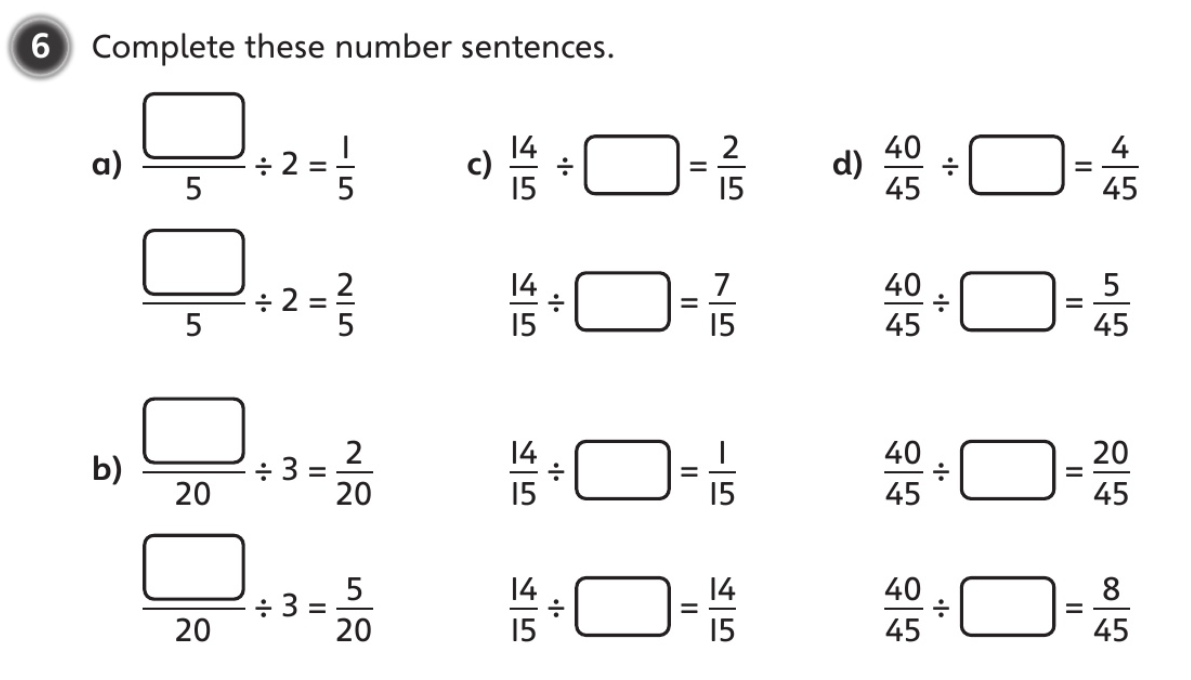 6 Complete these number sentences.
a) □/5 ÷ 2 = 1/5
□/5 ÷ 2 = 2/5
b) □/20 ÷ 3 = 2/20
□/20 ÷ 3 = 5/20
c) 14/15 ÷ □ = 2/15
14/15 ÷ □ = 7/15
14/15 ÷ □ = 1/15
14/15 ÷ □ = 14/15
d) 40/45 ÷ □ = 4/45
40/45 ÷ □ = 5/45
40/45 ÷ □ = 20/45
40/45 ÷ □ = 8/45